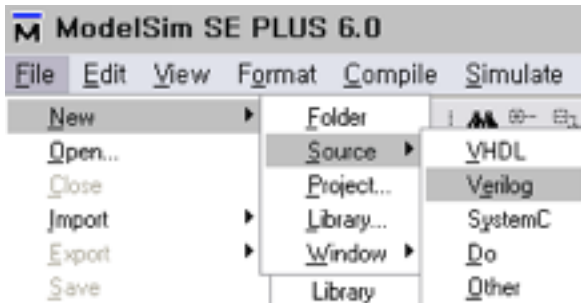 ModelSim SE PLUS 6.0
File Edit View Format Compile Simulate
New Folder
Open... Source VHDL
Close Project... Verilog
Import Library... SystemC
Export Window Do
Save Library Other